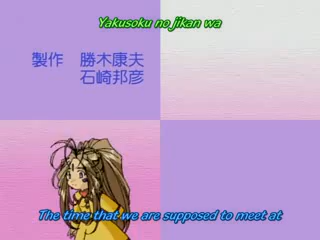 Yakusoku no jikan wa
製作 勝木康夫
石崎邦彦
The time that we are supposed to meet at